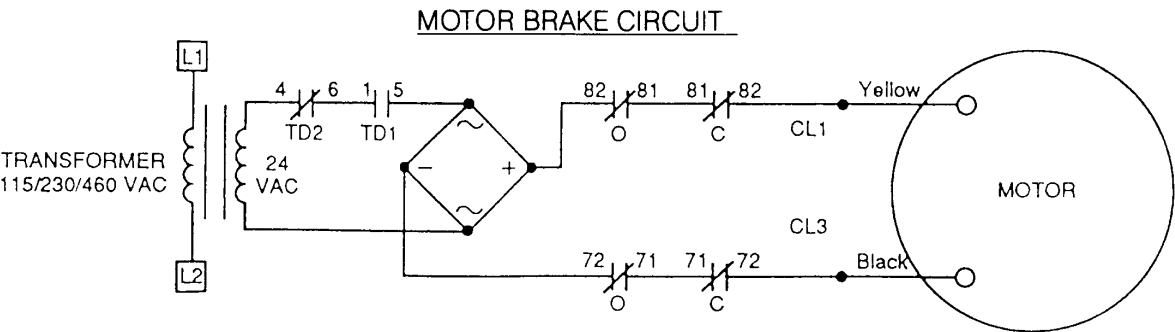 MOTOR BRAKE CIRCUIT
L1
4 6 1 5
TD2 TD1
82 81 81 82
O C
CL1
Yellow
TRANSFORMER
115/230/460 VAC
24
VAC
- +
MOTOR
CL3
L2
72 71 71 72
O C
Black